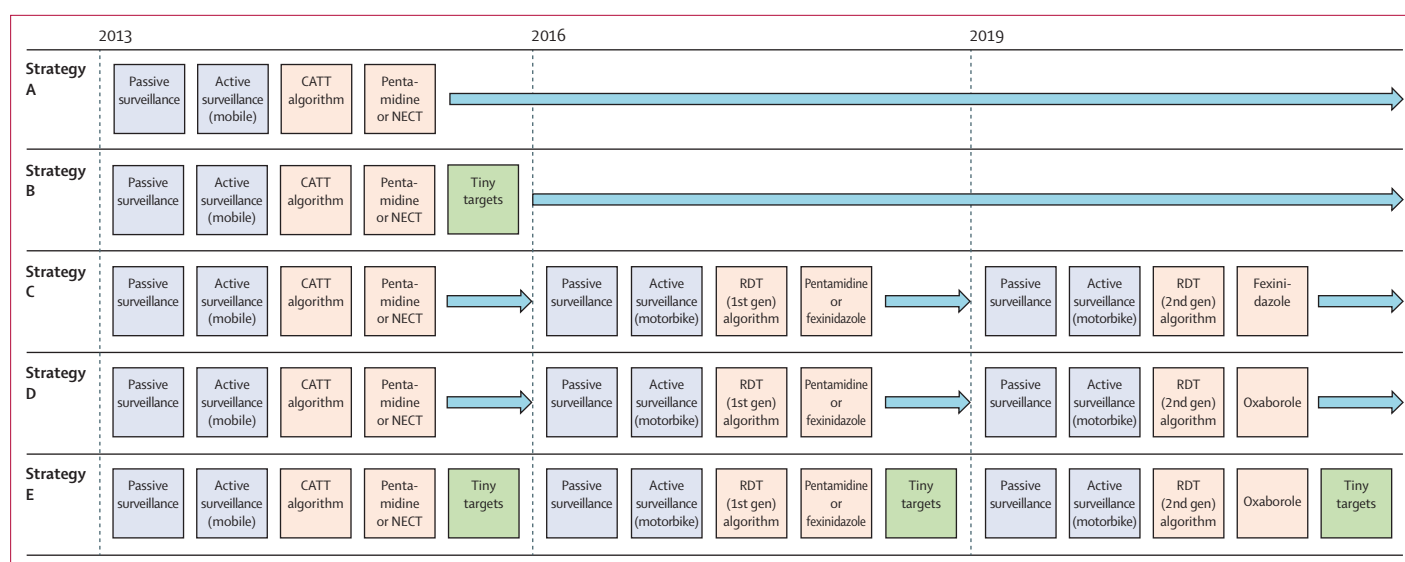 2013 2016 2019
Strategy
A
Passive
surveillance
Active
surveillance
(mobile)
CATT
algorithm
Penta-
midine
or NECT
Strategy
B
Passive
surveillance
Active
surveillance
(mobile)
CATT
algorithm
Penta-
midine
or NECT
Tiny
targets
Strategy
C
Passive
surveillance
Active
surveillance
(mobile)
CATT
algorithm
Penta-
midine
or NECT
Passive
surveillance
Active
surveillance
(motorbike)
RDT
(1st gen)
algorithm
Pentamidine
or
fexinidazole
Passive
surveillance
Active
surveillance
(motorbike)
RDT
(2nd gen)
algorithm
Fexini-
dazole
Strategy
D
Passive
surveillance
Active
surveillance
(mobile)
CATT
algorithm
Penta-
midine
or NECT
Passive
surveillance
Active
surveillance
(motorbike)
RDT
(1st gen)
algorithm
Pentamidine
or
fexinidazole
Passive
surveillance
Active
surveillance
(motorbike)
RDT
(2nd gen)
algorithm
Oxaborole
Strategy
E
Passive
surveillance
Active
surveillance
(mobile)
CATT
algorithm
Penta-
midine
or NECT
Tiny
targets
Passive
surveillance
Active
surveillance
(motorbike)
RDT
(1st gen)
algorithm
Pentamidine
or
fexinidazole
Tiny
targets
Passive
surveillance
Active
surveillance
(motorbike)
RDT
(2nd gen)
algorithm
Oxaborole
Tiny
targets